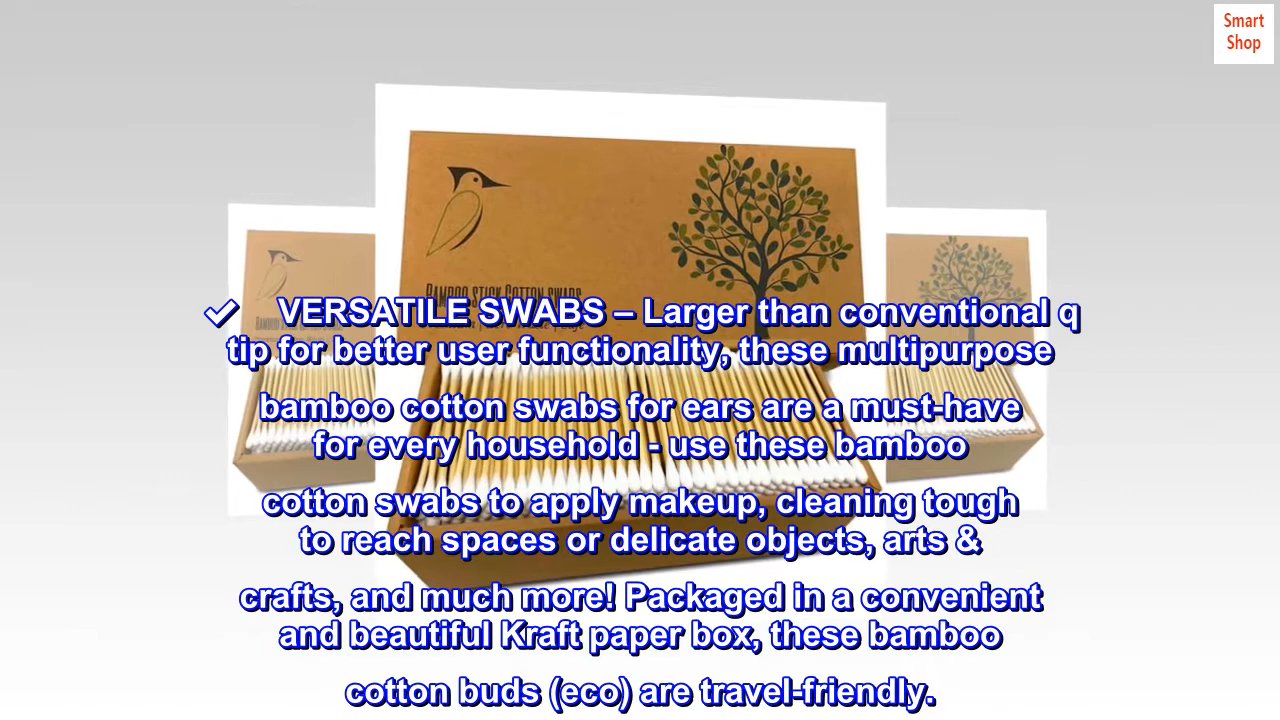 Smart
Shop
BAMBOO STICK COTTON SWABS
✓ VERSATILE SWABS – Larger than conventional q
tip for better user functionality, these multipurpose
bamboo cotton swabs for ears are a must-have
for every household - use these bamboo
cotton swabs to apply makeup, cleaning tough
to reach spaces or delicate objects, arts &
crafts, and much more! Packaged in a convenient
and beautiful Kraft paper box, these bamboo
cotton buds (eco) are travel-friendly.